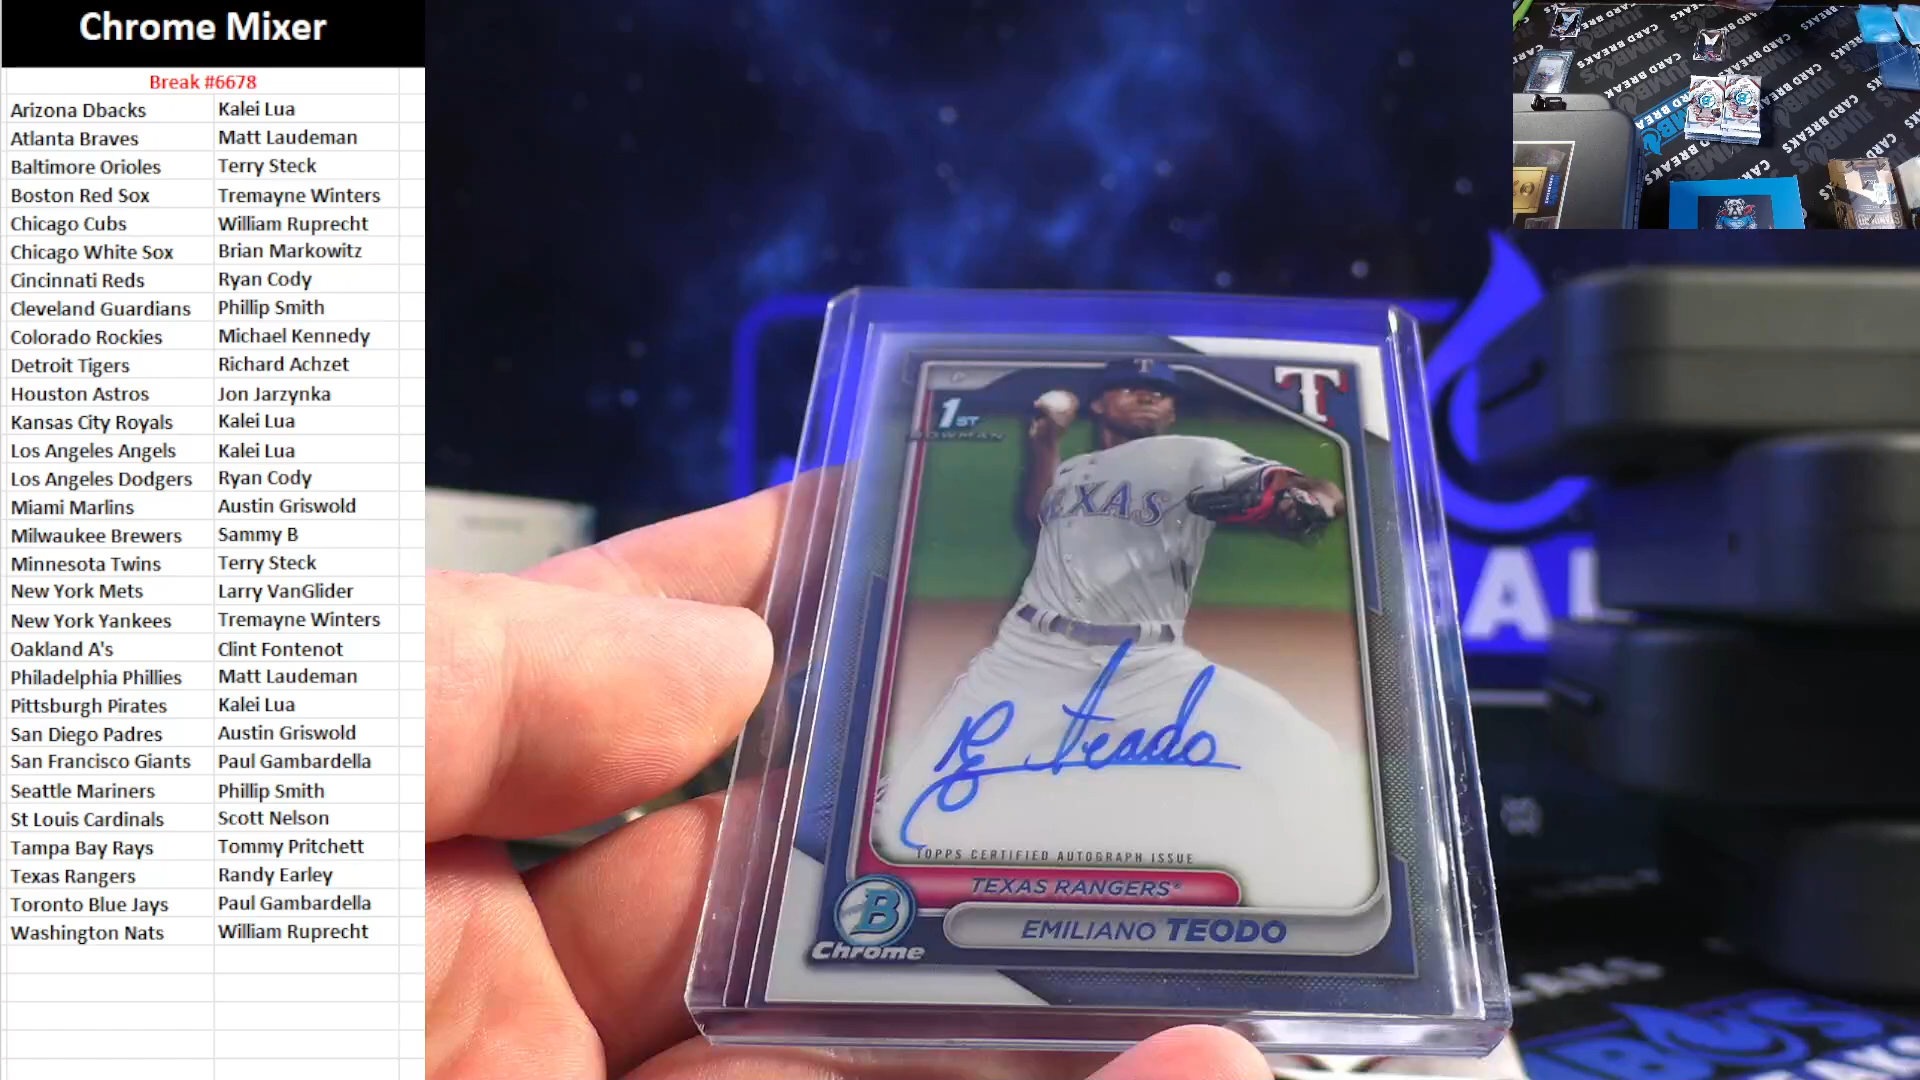 Chrome Mixer
Break #6678
Arizona Dbacks Kalei Lua
Atlanta Braves Matt Laudeman
Baltimore Orioles Terry Steck
Boston Red Sox Tremayne Winters
Chicago Cubs William Ruprecht
Chicago White Sox Brian Markowitz
Cincinnati Reds Ryan Cody
Cleveland Guardians Phillip Smith
Colorado Rockies Michael Kennedy
Detroit Tigers Richard Achzet
Houston Astros Jon Jarzynka
Kansas City Royals Kalei Lua
Los Angeles Angels Kalei Lua
Los Angeles Dodgers Ryan Cody
Miami Marlins Austin Griswold
Milwaukee Brewers Sammy B
Minnesota Twins Terry Steck
New York Mets Larry VanGlider
New York Yankees Tremayne Winters
Oakland A's Clint Fontenot
Philadelphia Phillies Matt Laudeman
Pittsburgh Pirates Kalei Lua
San Diego Padres Austin Griswold
San Francisco Giants Paul Gambardella
Seattle Mariners Phillip Smith
St Louis Cardinals Scott Nelson
Tampa Bay Rays Tommy Pritchett
Texas Rangers Randy Earley
Toronto Blue Jays Paul Gambardella
Washington Nats William Ruprecht
T
T
1ST
BOWMAN
TEXAS
E Teodo
TOPPS CERTIFIED AUTOGRAPH ISSUE
TEXAS RANGERS®
EMILIANO TEODO
B
Chrome
JUMBO'S
CARD BREAKS